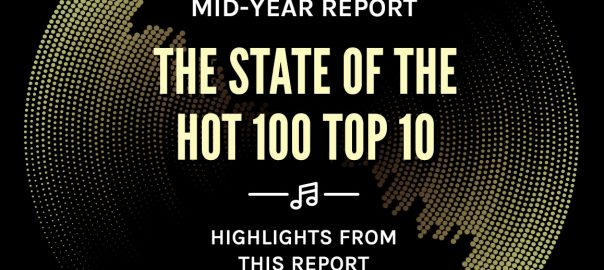 MID-YEAR REPORT
THE STATE OF THE
HOT 100 TOP 10
HIGHLIGHTS FROM
THIS REPORT